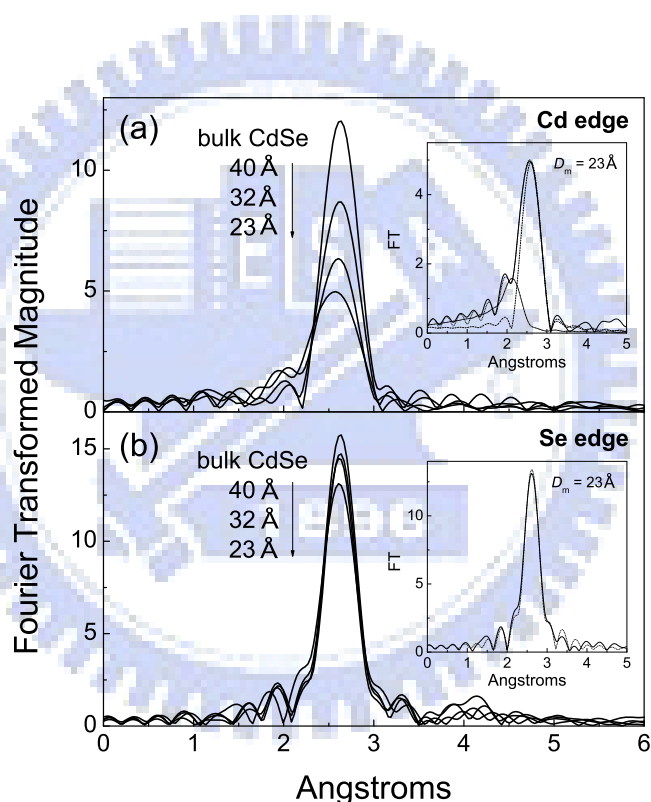 (a)
Cd edge
bulk CdSe
40 Å
32 Å
23 Å
10
5
0
D_m = 23Å
FT
4
2
0
0 1 2 3 4 5
Angstroms
Fourier Transformed Magnitude
(b)
Se edge
bulk CdSe
40 Å
32 Å
23 Å
15
10
5
0
D_m = 23Å
FT
10
5
0
0 1 2 3 4 5
Angstroms
0 1 2 3 4 5 6
Angstroms